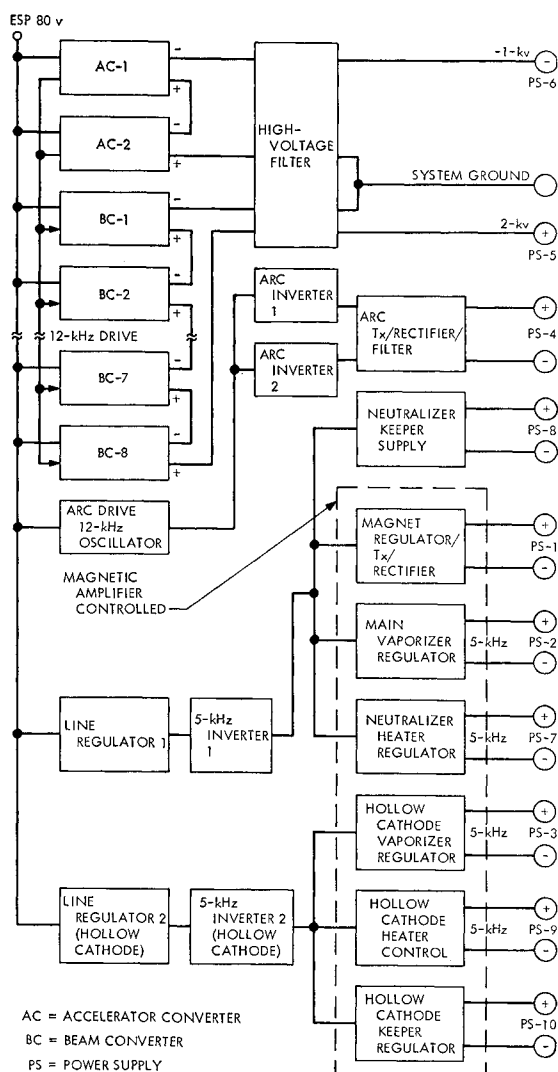 ESP 80 v
AC-1
-
+
AC-2
-
+
BC-1
-
+
BC-2
-
+
12-kHz DRIVE
BC-7
-
+
BC-8
-
+
HIGH-
VOLTAGE
FILTER
-1-kv
-
PS-6
SYSTEM GROUND
2-kv
+
PS-5
ARC DRIVE
12-kHz
OSCILLATOR
ARC
INVERTER
1
ARC
INVERTER
2
ARC
Tx/RECTIFIER/
FILTER
+
PS-4
-
NEUTRALIZER
KEEPER
SUPPLY
+
PS-8
-
MAGNETIC
AMPLIFIER
CONTROLLED
MAGNET
REGULATOR/
Tx/
RECTIFIER
+
PS-1
-
MAIN
VAPORIZER
REGULATOR
5-kHz
+
PS-2
-
LINE
REGULATOR 1
5-kHz
INVERTER
1
NEUTRALIZER
HEATER
REGULATOR
5-kHz
+
PS-7
-
HOLLOW
CATHODE
VAPORIZER
REGULATOR
5-kHz
+
PS-3
-
LINE
REGULATOR 2
(HOLLOW
CATHODE)
5-kHz
INVERTER 2
(HOLLOW
CATHODE)
HOLLOW
CATHODE
HEATER
CONTROL
5-kHz
+
PS-9
-
HOLLOW
CATHODE
KEEPER
REGULATOR
+
PS-10
-
AC = ACCELERATOR CONVERTER
BC = BEAM CONVERTER
PS = POWER SUPPLY